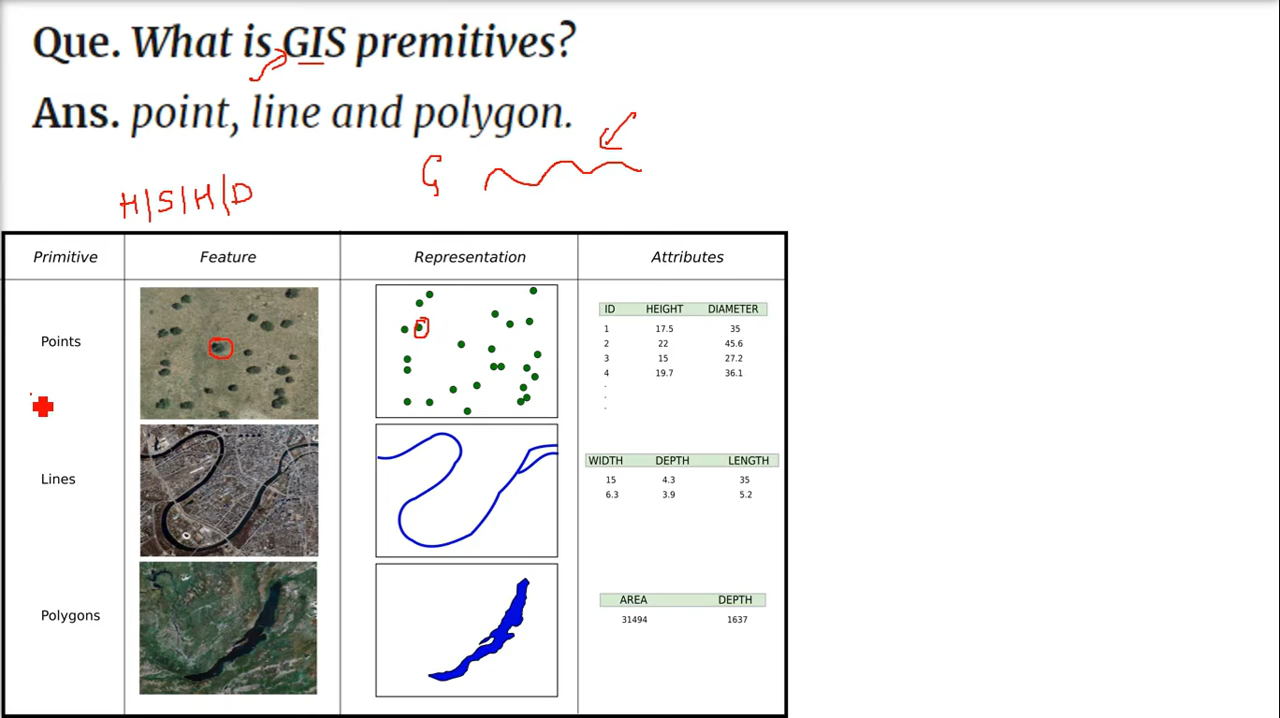 Que. What is GIS premitives?
Ans. point, line and polygon.
H|S|H|D
Primitive Feature Representation Attributes
Points
ID HEIGHT DIAMETER
1 17.5 35
2 22 45.6
3 15 27.2
4 19.7 36.1
.
.
.
Lines
WIDTH DEPTH LENGTH
15 4.3 35
6.3 3.9 5.2
Polygons
AREA DEPTH
31494 1637